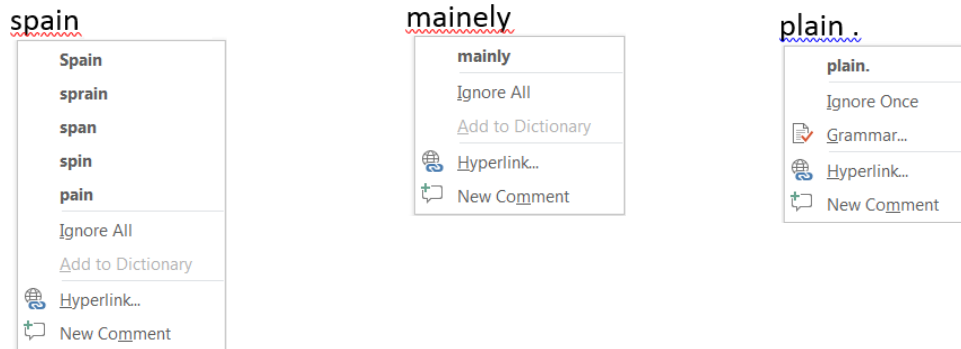 spain
Spain
sprain
span
spin
pain
Ignore All
Add to Dictionary
Hyperlink...
New Comment
mainely
mainly
Ignore All
Add to Dictionary
Hyperlink...
New Comment
plain .
plain.
Ignore Once
Grammar...
Hyperlink...
New Comment